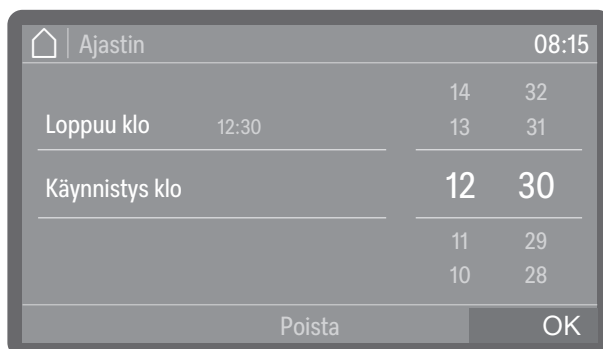 Ajastin 08:15
14 32
Loppuu klo 12:30 13 31
Käynnistys klo 12 30
11 29
10 28
Poista OK